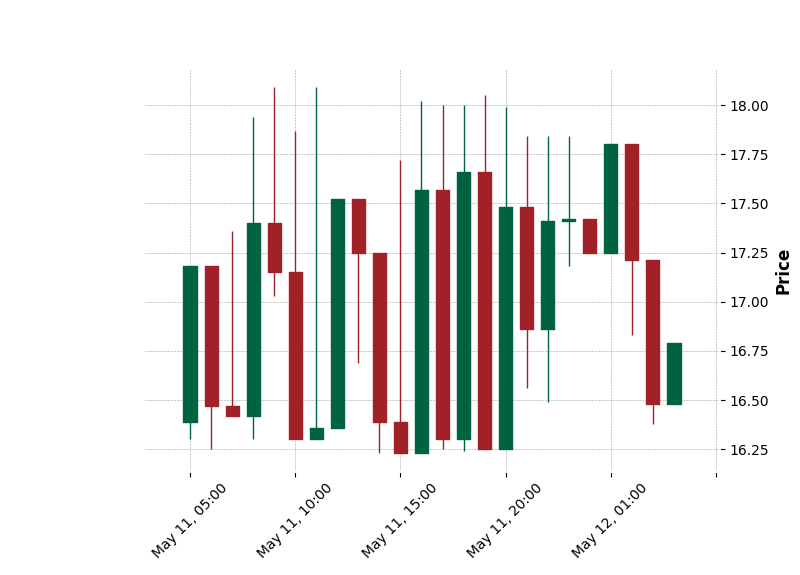 18.00
17.75
17.50
17.25
17.00
16.75
16.50
16.25
Price
May 11, 05:00
May 11, 10:00
May 11, 15:00
May 11, 20:00
May 12, 01:00